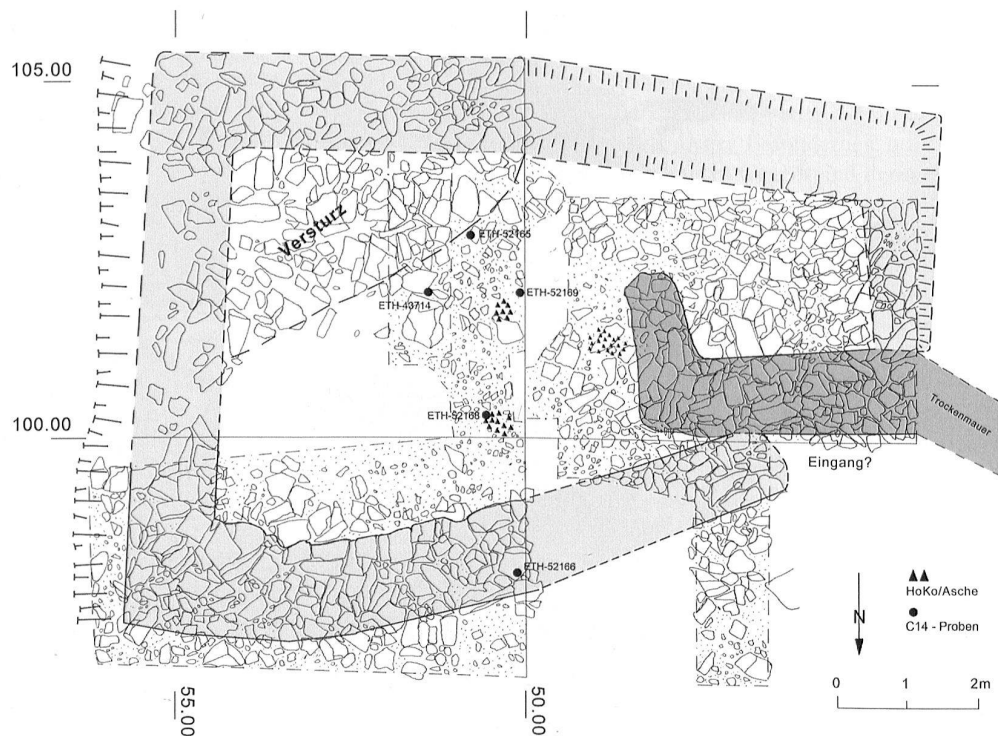 105.00
Versturz
ETH-52165
ETH-43714
ETH-52169
ETH-52168
100.00
Trockenmauer
Eingang?
ETH-52166
HoKo/Asche
N
C14 - Proben
55.00
50.00
0 1 2m